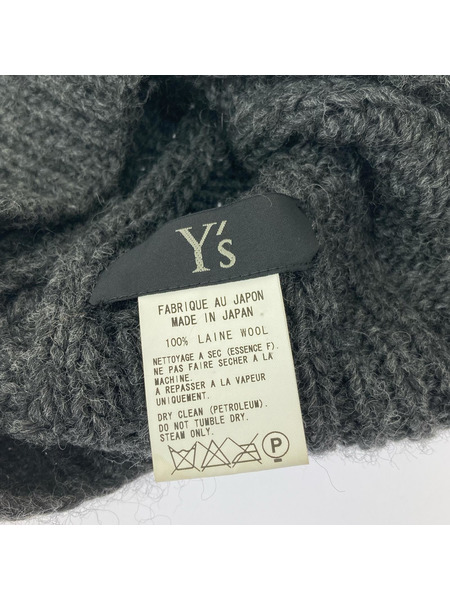 Y's
FABRIQUE AU JAPON
MADE IN JAPAN
100% LAINE WOOL
NETTOYAGE A SEC (ESSENCE F).
NE PAS FAIRE SECHER A LA
MACHINE.
A REPASSER A LA VAPEUR
UNIQUEMENT.
DRY CLEAN (PETROLEUM).
DO NOT TUMBLE DRY.
STEAM ONLY.
P